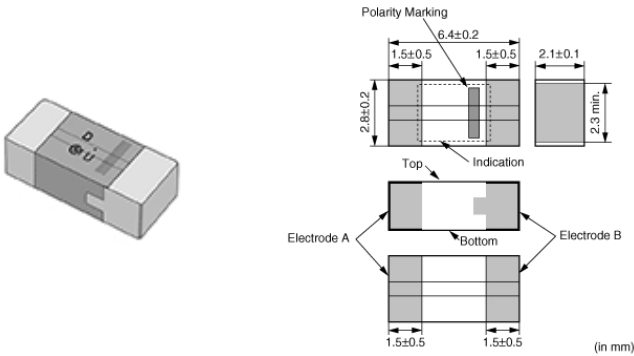 Polarity Marking
6.4±0.2
1.5±0.5
1.5±0.5
2.1±0.1
2.8±0.2
2.3 min.
Indication
Top
Electrode A
Bottom
Electrode B
1.5±0.5
1.5±0.5
(in mm)